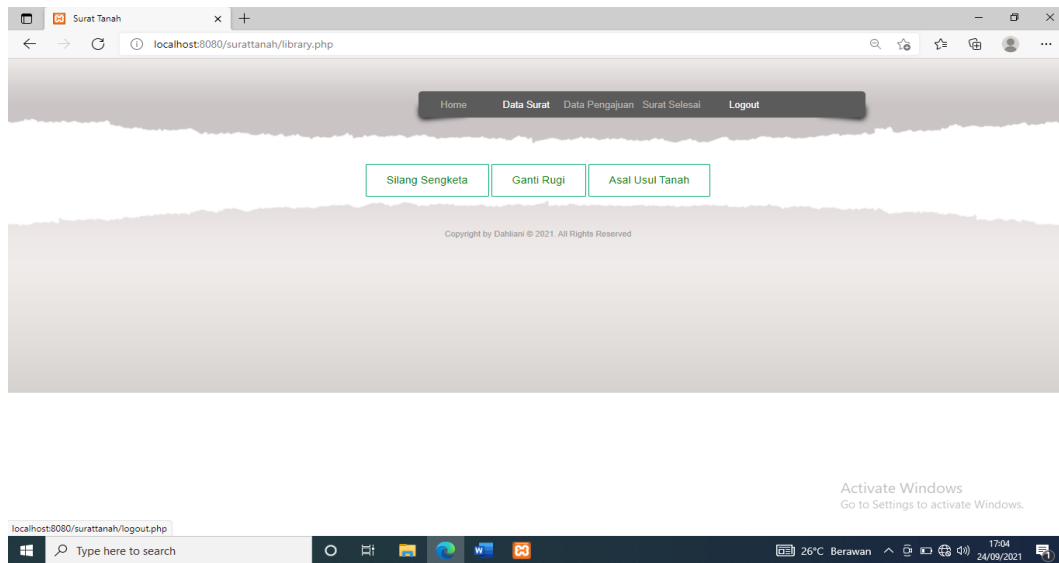 Surat Tanah
localhost:8080/surattanah/library.php
Home Data Surat Data Pengajuan Surat Selesai Logout
Silang Sengketa Ganti Rugi Asal Usul Tanah
Copyright by Dahliani © 2021. All Rights Reserved
Activate Windows
Go to Settings to activate Windows.
localhost:8080/surattanah/logout.php
Type here to search
26°C Berawan
17:04
24/09/2021
1